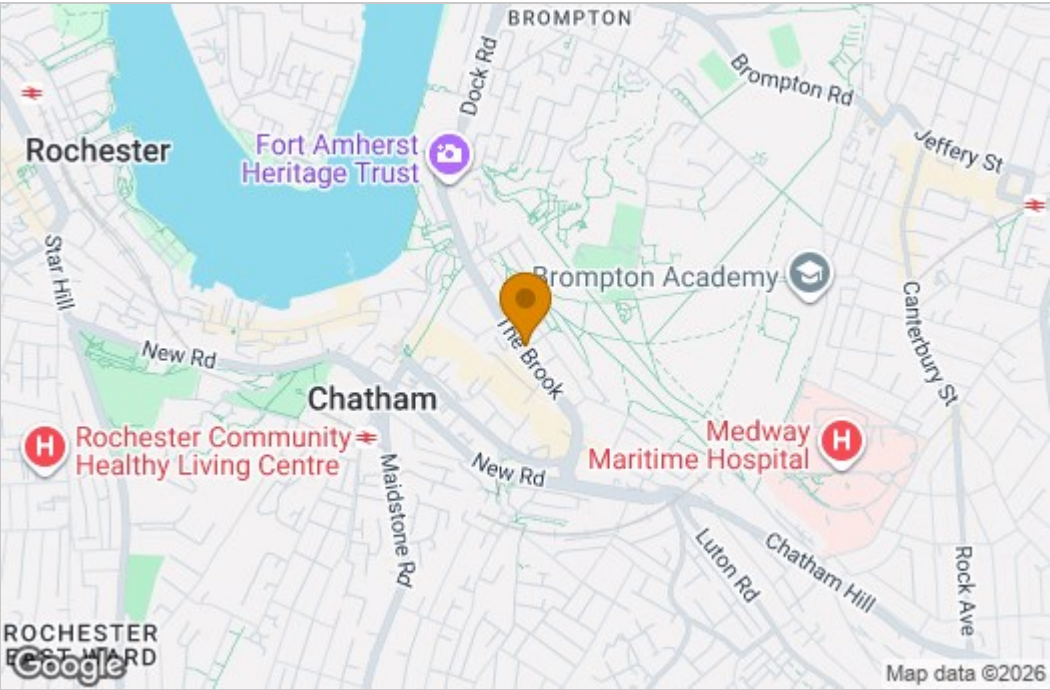 BROMPTON
Dock Rd
Brompton Rd
Jeffery St
Rochester
Fort Amherst
Heritage Trust
Star Hill
Brompton Academy
Canterbury St
The Brook
New Rd
Chatham
Rochester Community
Healthy Living Centre
Medway
Maritime Hospital
Maidstone Rd
New Rd
Luton Rd
Chatham Hill
Rock Ave
ROCHESTER
EAST WARD
Google
Map data ©2026